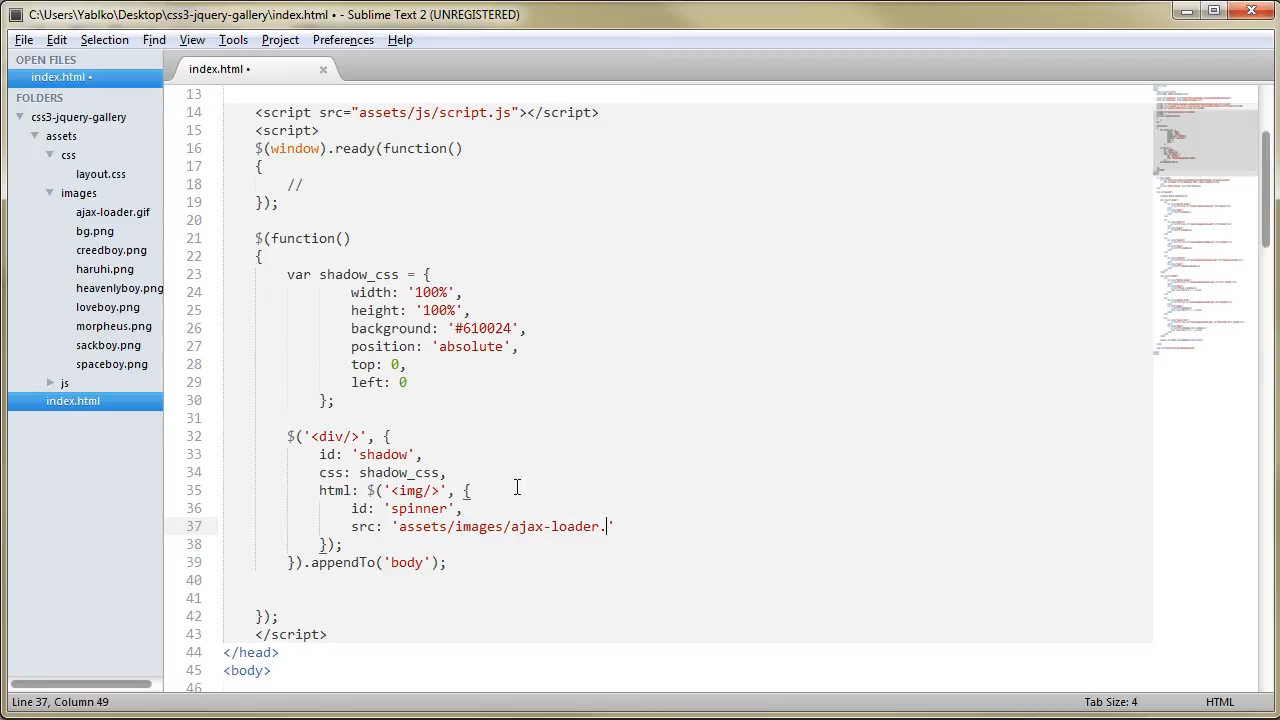 C:\Users\Yablko\Desktop\css3-jquery-gallery\index.html • - Sublime Text 2 (UNREGISTERED)
File Edit Selection Find View Tools Project Preferences Help
OPEN FILES
index.html •
FOLDERS
css3-jquery-gallery
assets
css
layout.css
images
ajax-loader.gif
bg.png
creedboy.png
haruhi.png
heavenlyboy.png
loreboy.png
morpheus.png
sackboy.png
spaceboy.png
js
index.html
index.html •
13
14 <script src="assets/js/script.js"></script>
15 <script>
16 $(window).ready(function()
17 {
18 //
19 });
20
21 $(function()
22 {
23 var shadow_css = {
24 width: '100%',
25 height: '100%',
26 background:
27 position:
28 top: 0,
29 left: 0
30 };
31
32 $('<div/>', {
33 id: 'shadow',
34 css: shadow_css,
35 html: $('<img/>', {
36 id: 'spinner',
37 src: 'assets/images/ajax-loader.'
38 });
39 }).appendTo('body');
40
41
42 });
43 </script>
44 </head>
45 <body>
46
Line 37, Column 49 Tab Size: 4 HTML